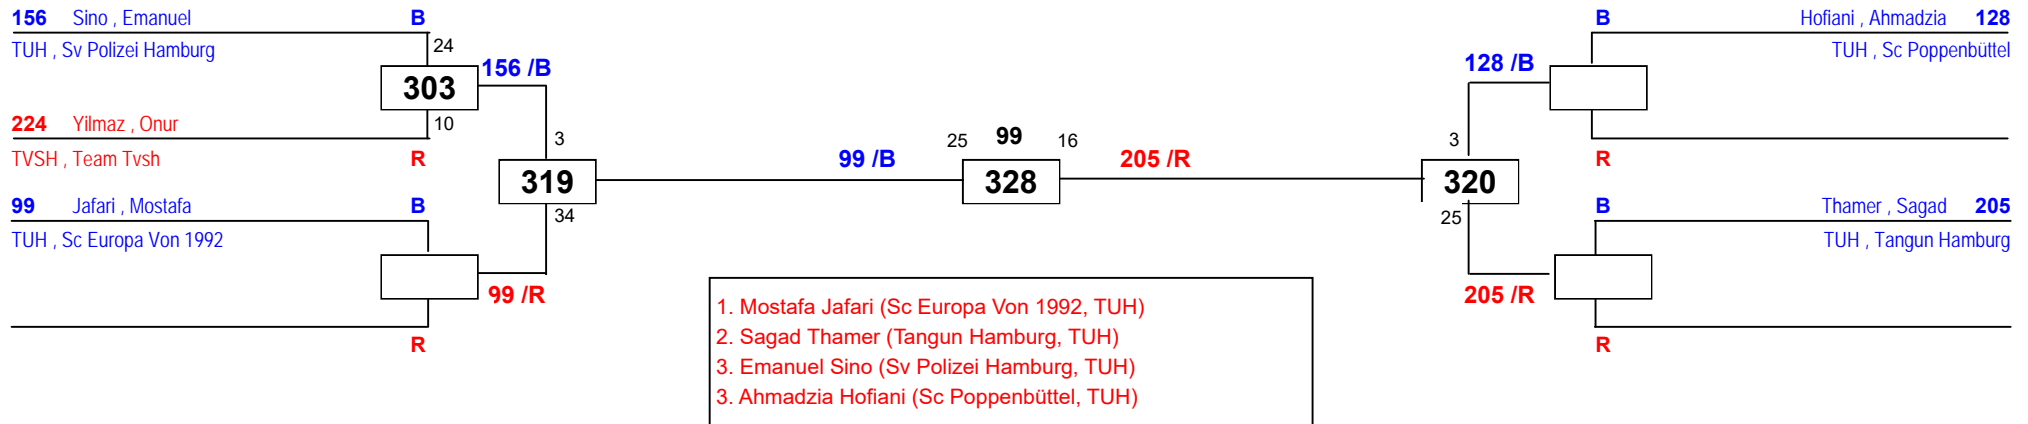 156 Sino , Emanuel B
TUH , Sv Polizei Hamburg
24
303
156 /B
10
224 Yilmaz , Onur
TVSH , Team Tvsh R
3
319
34
99 Jafari , Mostafa B
TUH , Sc Europa Von 1992
99 /R
R
99 /B
25 99 16
328
205 /R
B Hofiani , Ahmadzia 128
TUH , Sc Poppenbüttel
128 /B
R
3
320
25
B Thamer , Sagad 205
TUH , Tangun Hamburg
205 /R
R
1. Mostafa Jafari (Sc Europa Von 1992, TUH)
2. Sagad Thamer (Tangun Hamburg, TUH)
3. Emanuel Sino (Sv Polizei Hamburg, TUH)
3. Ahmadzia Hofiani (Sc Poppenbüttel, TUH)